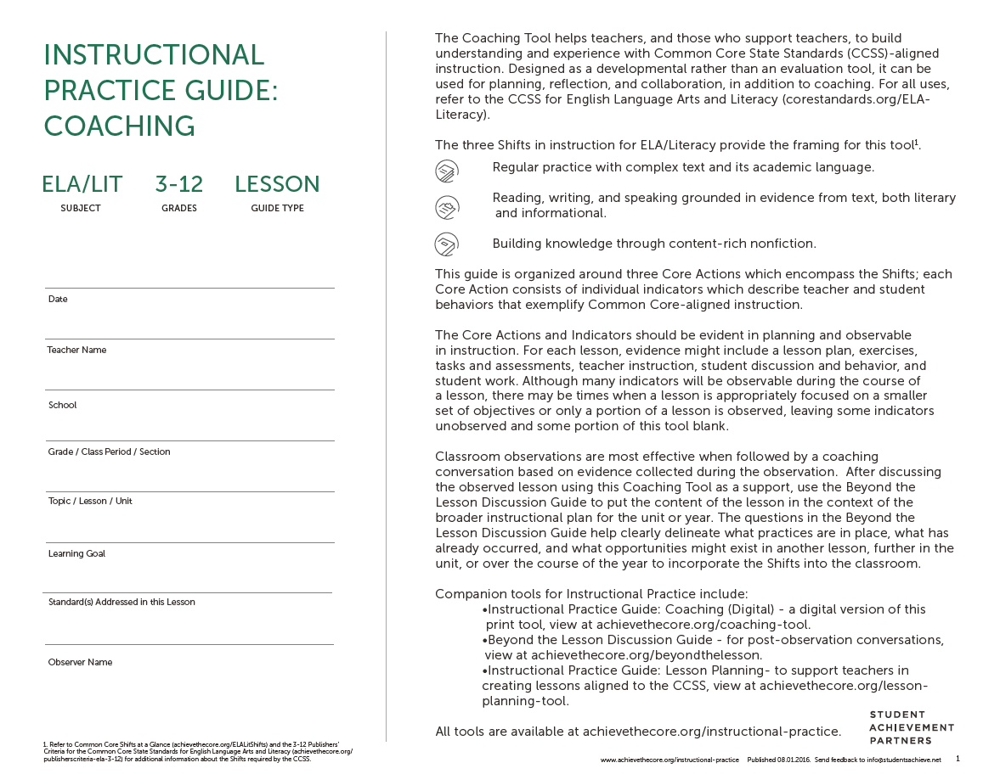 INSTRUCTIONAL
PRACTICE GUIDE:
COACHING
ELA/LIT 3-12 LESSON
SUBJECT GRADES GUIDE TYPE
Date
Teacher Name
School
Grade / Class Period / Section
Topic / Lesson / Unit
Learning Goal
Standard(s) Addressed in this Lesson
Observer Name
1. Refer to Common Core Shifts at a Glance (achievethecore.org/ELALitShifts) and the 3-12 Publishers'
Criteria for the Common Core State Standards for English Language Arts and Literacy (achievethecore.org/
publisherscriteria-ela-3-12) for additional information about the Shifts required by the CCSS.
The Coaching Tool helps teachers, and those who support teachers, to build
understanding and experience with Common Core State Standards (CCSS)-aligned
instruction. Designed as a developmental rather than an evaluation tool, it can be
used for planning, reflection, and collaboration, in addition to coaching. For all uses,
refer to the CCSS for English Language Arts and Literacy (corestandards.org/ELA-
Literacy).
The three Shifts in instruction for ELA/Literacy provide the framing for this tool¹.
Regular practice with complex text and its academic language.
Reading, writing, and speaking grounded in evidence from text, both literary
and informational.
Building knowledge through content-rich nonfiction.
This guide is organized around three Core Actions which encompass the Shifts; each
Core Action consists of individual indicators which describe teacher and student
behaviors that exemplify Common Core-aligned instruction.
The Core Actions and Indicators should be evident in planning and observable
in instruction. For each lesson, evidence might include a lesson plan, exercises,
tasks and assessments, teacher instruction, student discussion and behavior, and
student work. Although many indicators will be observable during the course of
a lesson, there may be times when a lesson is appropriately focused on a smaller
set of objectives or only a portion of a lesson is observed, leaving some indicators
unobserved and some portion of this tool blank.
Classroom observations are most effective when followed by a coaching
conversation based on evidence collected during the observation. After discussing
the observed lesson using this Coaching Tool as a support, use the Beyond the
Lesson Discussion Guide to put the content of the lesson in the context of the
broader instructional plan for the unit or year. The questions in the Beyond the
Lesson Discussion Guide help clearly delineate what practices are in place, what has
already occurred, and what opportunities might exist in another lesson, further in the
unit, or over the course of the year to incorporate the Shifts into the classroom.
Companion tools for Instructional Practice include:
•Instructional Practice Guide: Coaching (Digital) - a digital version of this
print tool, view at achievethecore.org/coaching-tool.
•Beyond the Lesson Discussion Guide - for post-observation conversations,
view at achievethecore.org/beyondthelesson.
•Instructional Practice Guide: Lesson Planning- to support teachers in
creating lessons aligned to the CCSS, view at achievethecore.org/lesson-
planning-tool.
All tools are available at achievethecore.org/instructional-practice.
STUDENT
ACHIEVEMENT
PARTNERS
www.achievethecore.org/instructional-practice Published 08.01.2016. Send feedback to info@studentsachieve.net 1